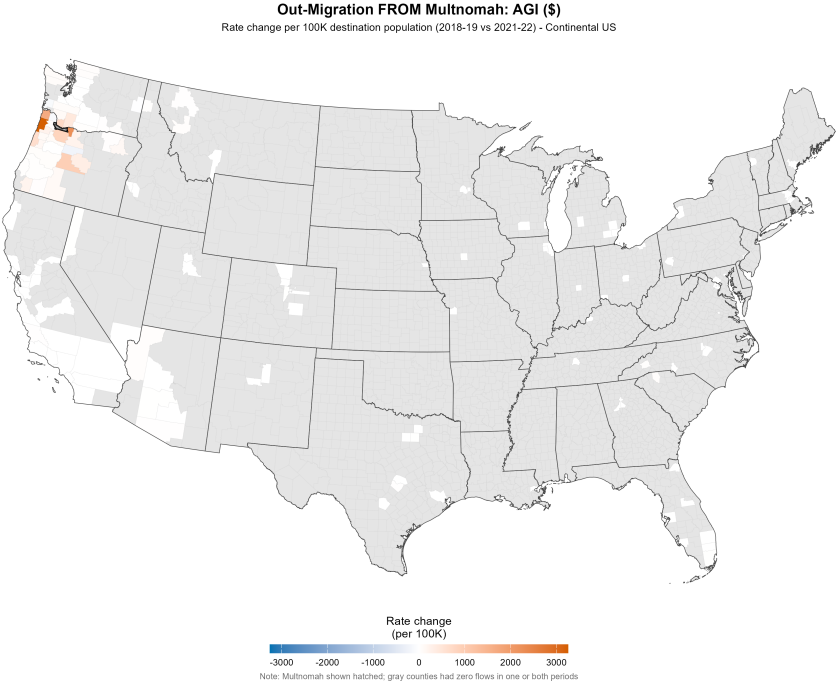 Out-Migration FROM Multnomah: AGI ($)
Rate change per 100K destination population (2018-19 vs 2021-22) - Continental US
Rate change
(per 100K)
-3000 -2000 -1000 0 1000 2000 3000
Note: Multnomah shown hatched; gray counties had zero flows in one or both periods